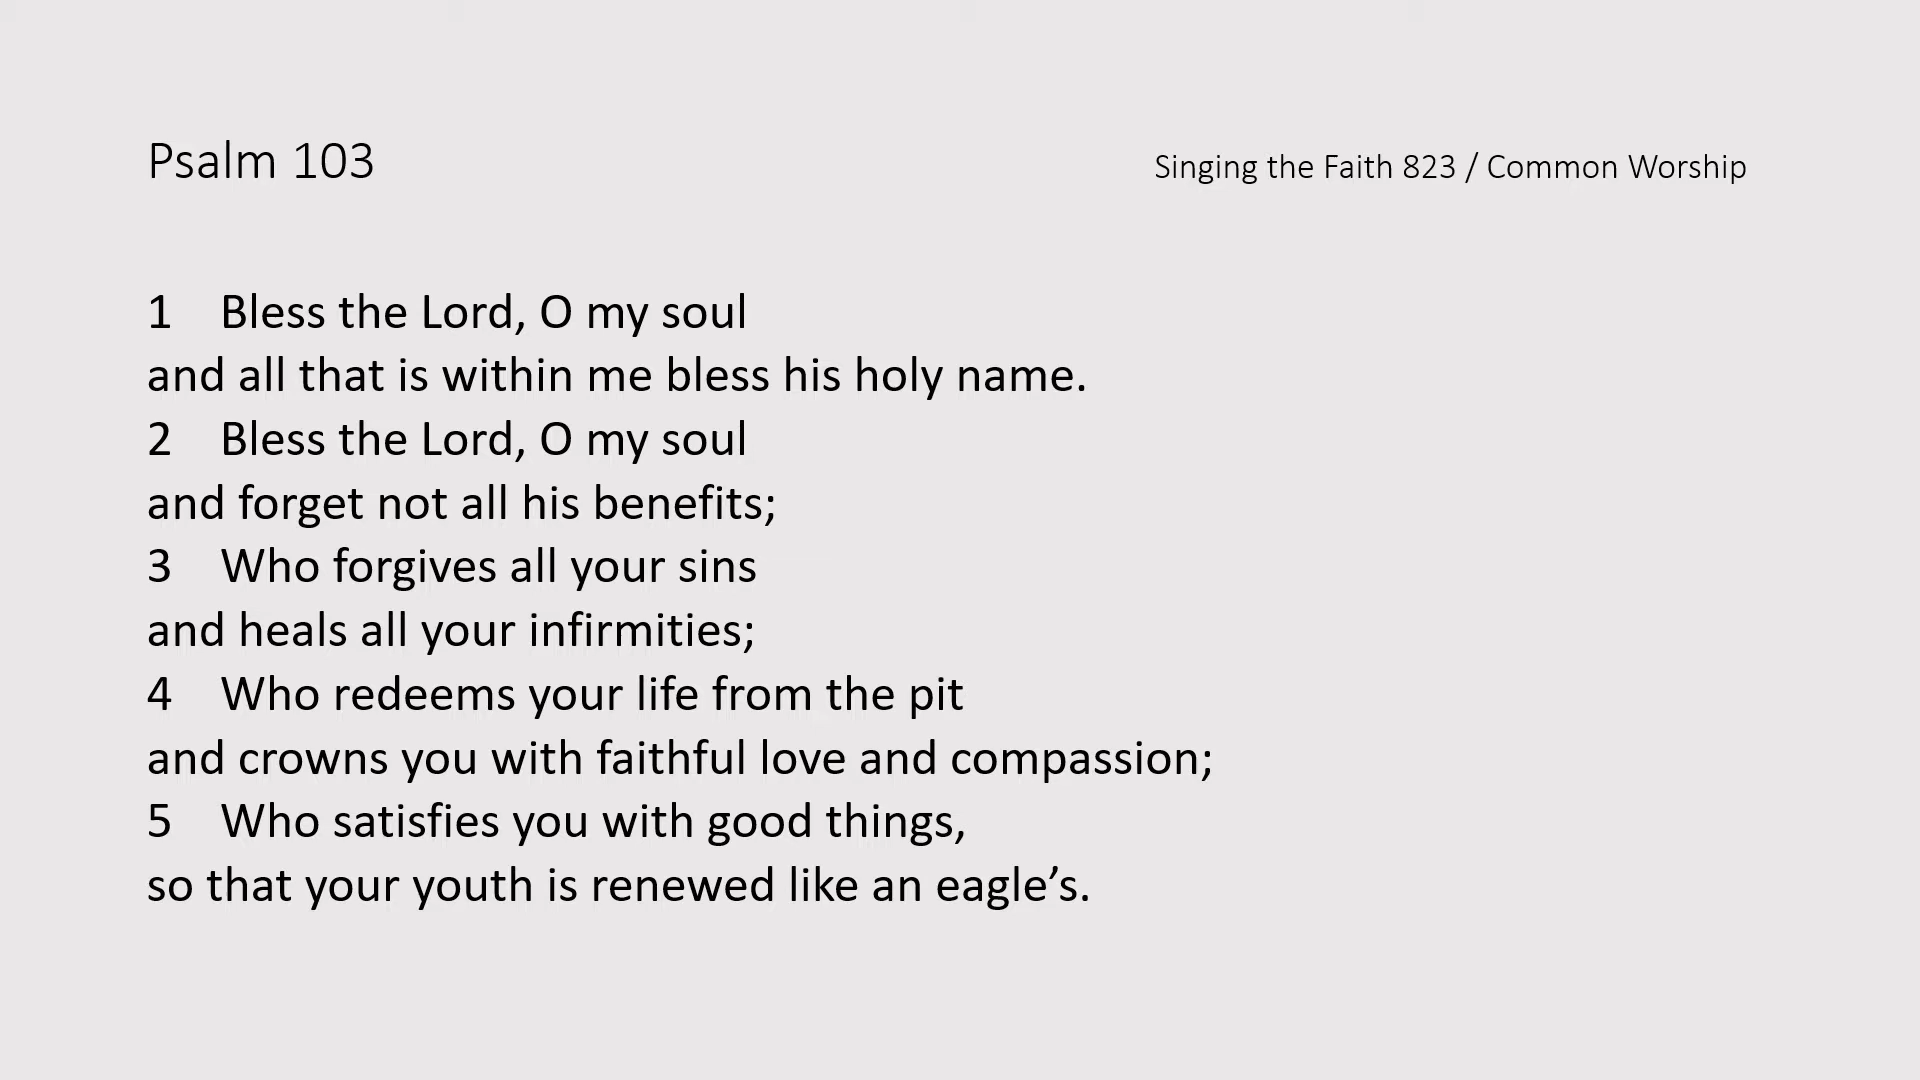 Psalm 103
Singing the Faith 823 / Common Worship
1 Bless the Lord, O my soul
and all that is within me bless his holy name.
2 Bless the Lord, O my soul
and forget not all his benefits;
3 Who forgives all your sins
and heals all your infirmities;
4 Who redeems your life from the pit
and crowns you with faithful love and compassion;
5 Who satisfies you with good things,
so that your youth is renewed like an eagle’s.